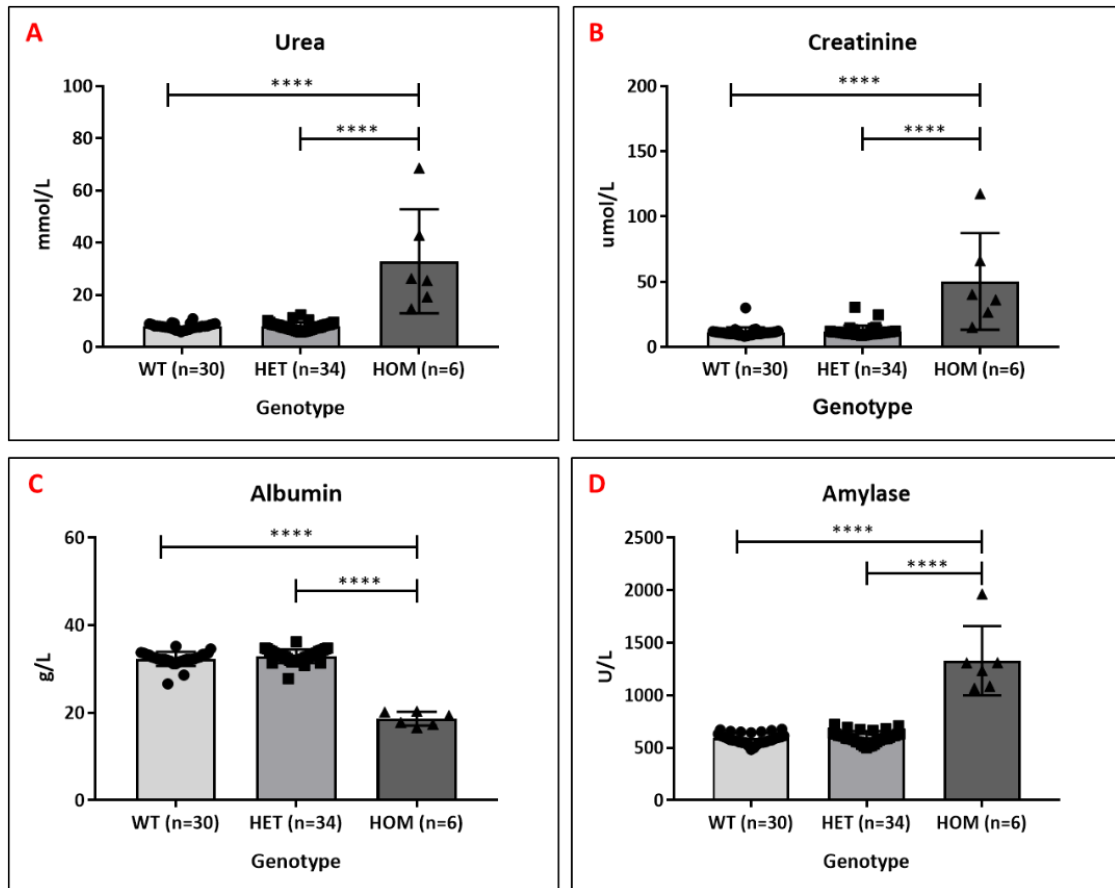 A
Urea
****
****
100
80
60
40
20
0
mmol/L
WT (n=30) HET (n=34) HOM (n=6)
Genotype
B
Creatinine
****
****
200
150
100
50
0
umol/L
WT (n=30) HET (n=34) HOM (n=6)
Genotype
C
Albumin
****
****
60
40
20
0
g/L
WT (n=30) HET (n=34) HOM (n=6)
Genotype
D
Amylase
****
****
2500
2000
1500
1000
500
0
U/L
WT (n=30) HET (n=34) HOM (n=6)
Genotype